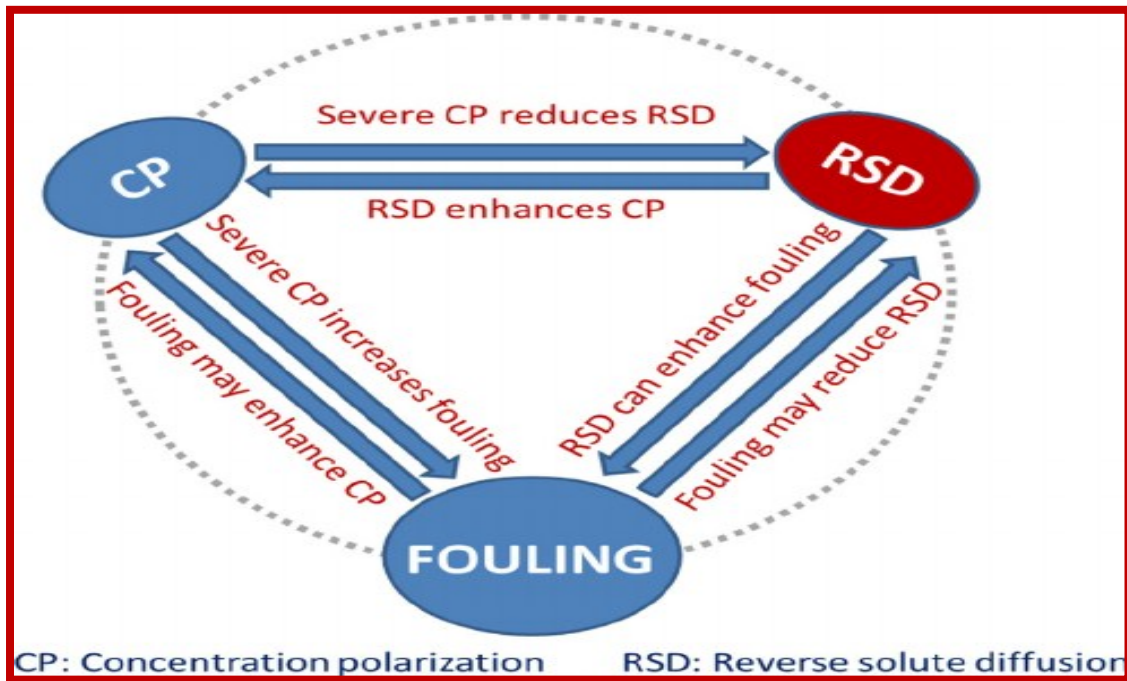 Severe CP reduces RSD
CP
RSD
RSD enhances CP
Severe CP increases fouling
Fouling may enhance CP
RSD can enhance fouling
Fouling may reduce RSD
FOULING
CP: Concentration polarization
RSD: Reverse solute diffusion